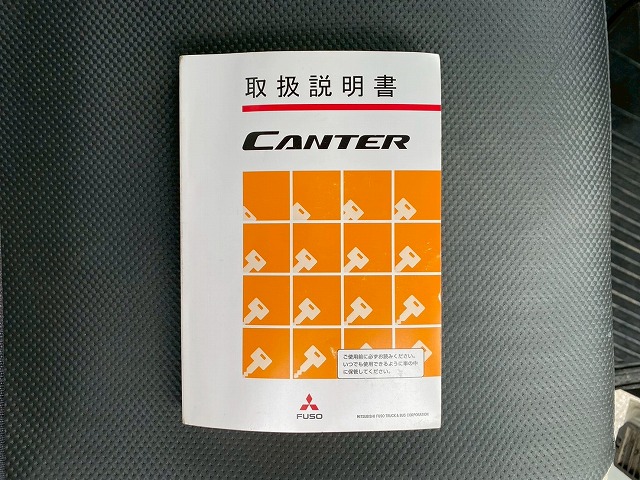 取扱説明書
CANTER
ご使用前に必ずお読みください。
いつでも使用できるように車の中
に保管してください。
FUSO
MITSUBISHI FUSO TRUCK & BUS CORPORATION